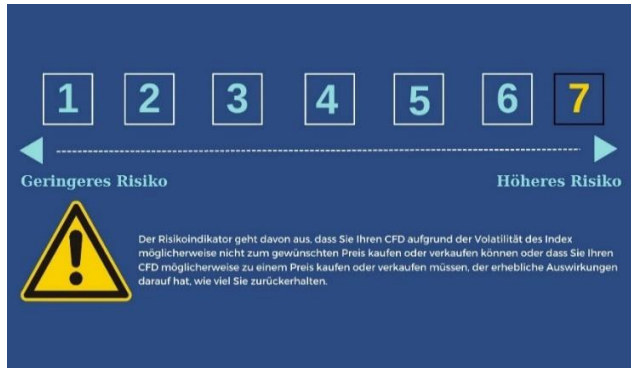 1 2 3 4 5 6 7
Geringeres Risiko Höheres Risiko
Der Risikoindikator geht davon aus, dass Sie Ihren CFD aufgrund der Volatilität des Index
möglicherweise nicht zum gewünschten Preis kaufen oder verkaufen können oder dass Sie Ihren
CFD möglicherweise zu einem Preis kaufen oder verkaufen müssen, der erhebliche Auswirkungen
darauf hat, wie viel Sie zurückerhalten.